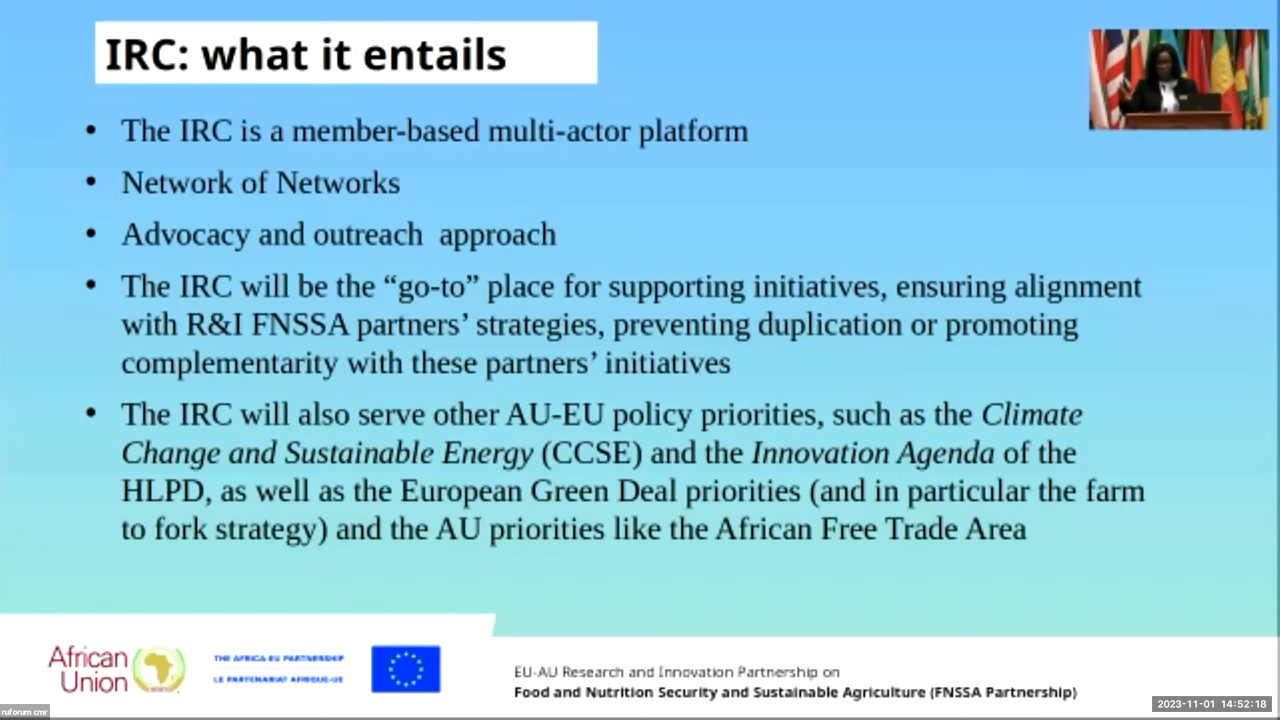 IRC: what it entails
• The IRC is a member-based multi-actor platform
• Network of Networks
• Advocacy and outreach  approach
• The IRC will be the “go-to” place for supporting initiatives, ensuring alignment
with R&I FNSSA partners’ strategies, preventing duplication or promoting
complementarity with these partners’ initiatives
• The IRC will also serve other AU-EU policy priorities, such as the Climate
Change and Sustainable Energy (CCSE) and the Innovation Agenda of the
HLPD, as well as the European Green Deal priorities (and in particular the farm
to fork strategy) and the AU priorities like the African Free Trade Area
African
Union
THE AFRICA-EU PARTNERSHIP
LE PARTENARIAT AFRIQUE-UE
EU-AU Research and Innovation Partnership on
Food and Nutrition Security and Sustainable Agriculture (FNSSA Partnership)
ruforum cmr
2023-11-01 14:52:18